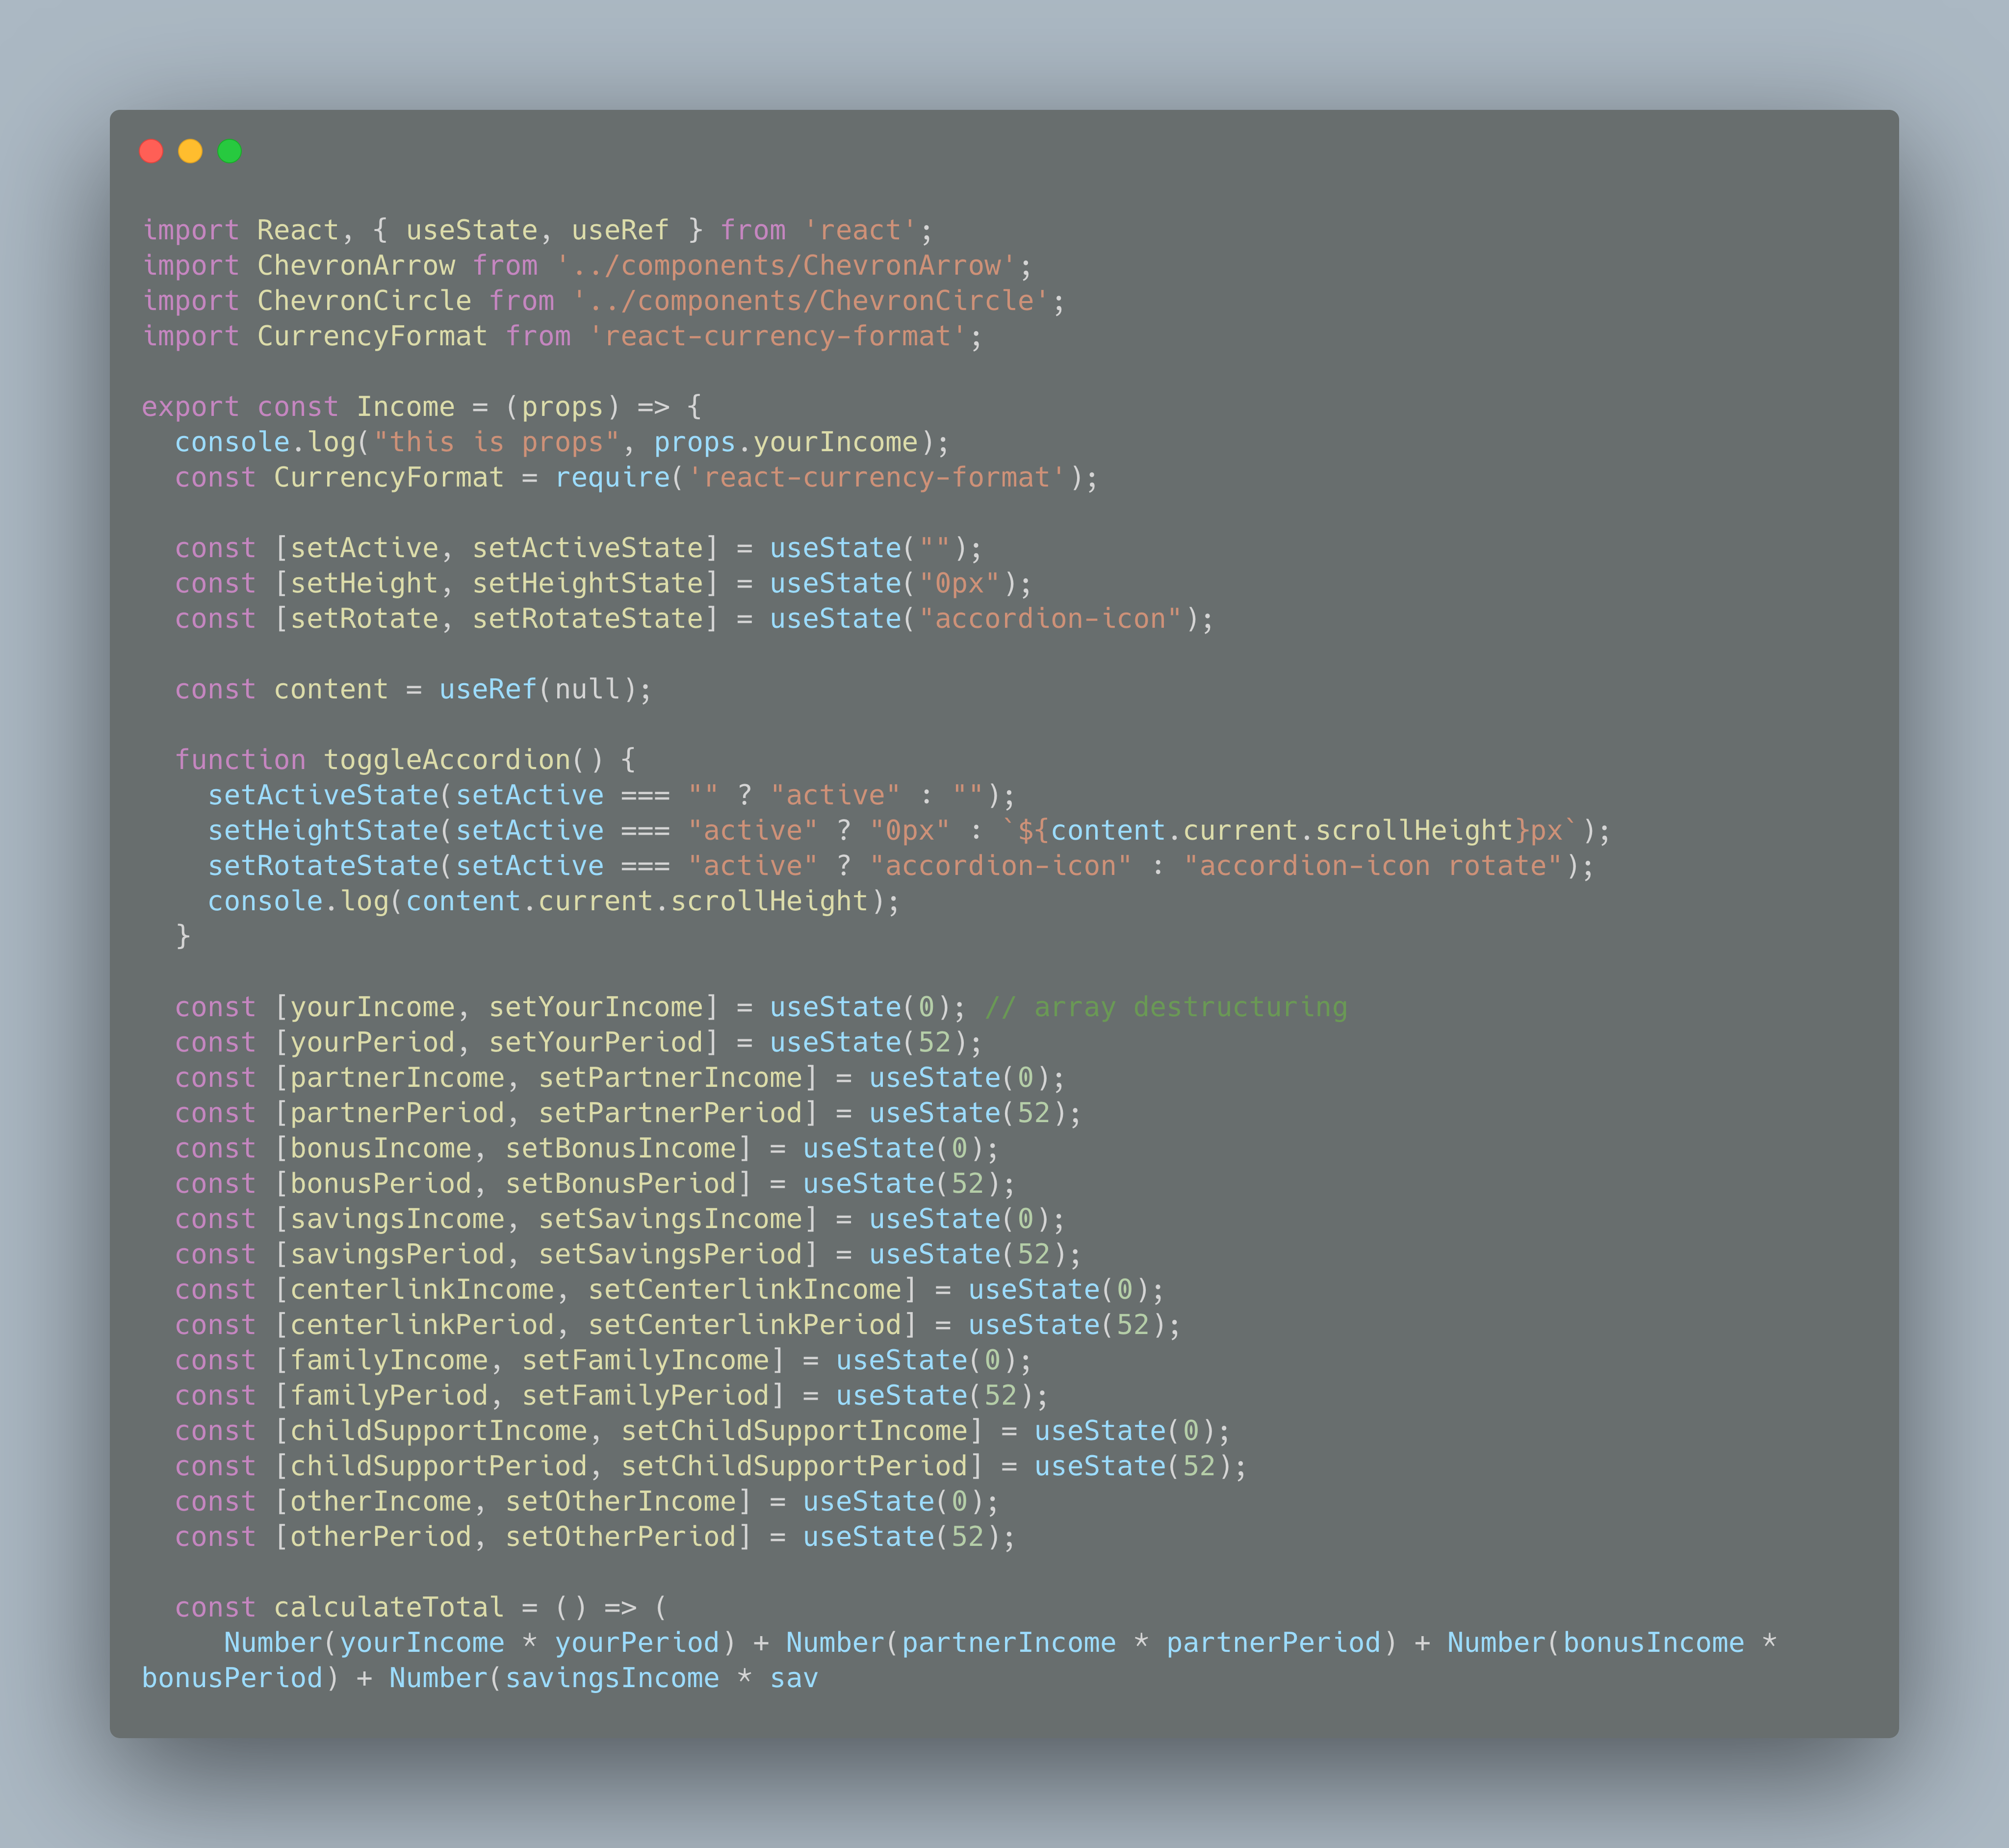 import React, { useState, useRef } from 'react';
import ChevronArrow from '../components/ChevronArrow';
import ChevronCircle from '../components/ChevronCircle';
import CurrencyFormat from 'react-currency-format';

export const Income = (props) => {
  console.log("this is props", props.yourIncome);
  const CurrencyFormat = require('react-currency-format');

  const [setActive, setActiveState] = useState("");
  const [setHeight, setHeightState] = useState("0px");
  const [setRotate, setRotateState] = useState("accordion-icon");

  const content = useRef(null);

  function toggleAccordion() {
    setActiveState(setActive === "" ? "active" : "");
    setHeightState(setActive === "active" ? "0px" : `${content.current.scrollHeight}px`);
    setRotateState(setActive === "active" ? "accordion-icon" : "accordion-icon rotate");
    console.log(content.current.scrollHeight);
  }

  const [yourIncome, setYourIncome] = useState(0); // array destructuring
  const [yourPeriod, setYourPeriod] = useState(52);
  const [partnerIncome, setPartnerIncome] = useState(0);
  const [partnerPeriod, setPartnerPeriod] = useState(52);
  const [bonusIncome, setBonusIncome] = useState(0);
  const [bonusPeriod, setBonusPeriod] = useState(52);
  const [savingsIncome, setSavingsIncome] = useState(0);
  const [savingsPeriod, setSavingsPeriod] = useState(52);
  const [centerlinkIncome, setCenterlinkIncome] = useState(0);
  const [centerlinkPeriod, setCenterlinkPeriod] = useState(52);
  const [familyIncome, setFamilyIncome] = useState(0);
  const [familyPeriod, setFamilyPeriod] = useState(52);
  const [childSupportIncome, setChildSupportIncome] = useState(0);
  const [childSupportPeriod, setChildSupportPeriod] = useState(52);
  const [otherIncome, setOtherIncome] = useState(0);
  const [otherPeriod, setOtherPeriod] = useState(52);

  const calculateTotal = () => (
     Number(yourIncome * yourPeriod) + Number(partnerIncome * partnerPeriod) + Number(bonusIncome *
bonusPeriod) + Number(savingsIncome * sav